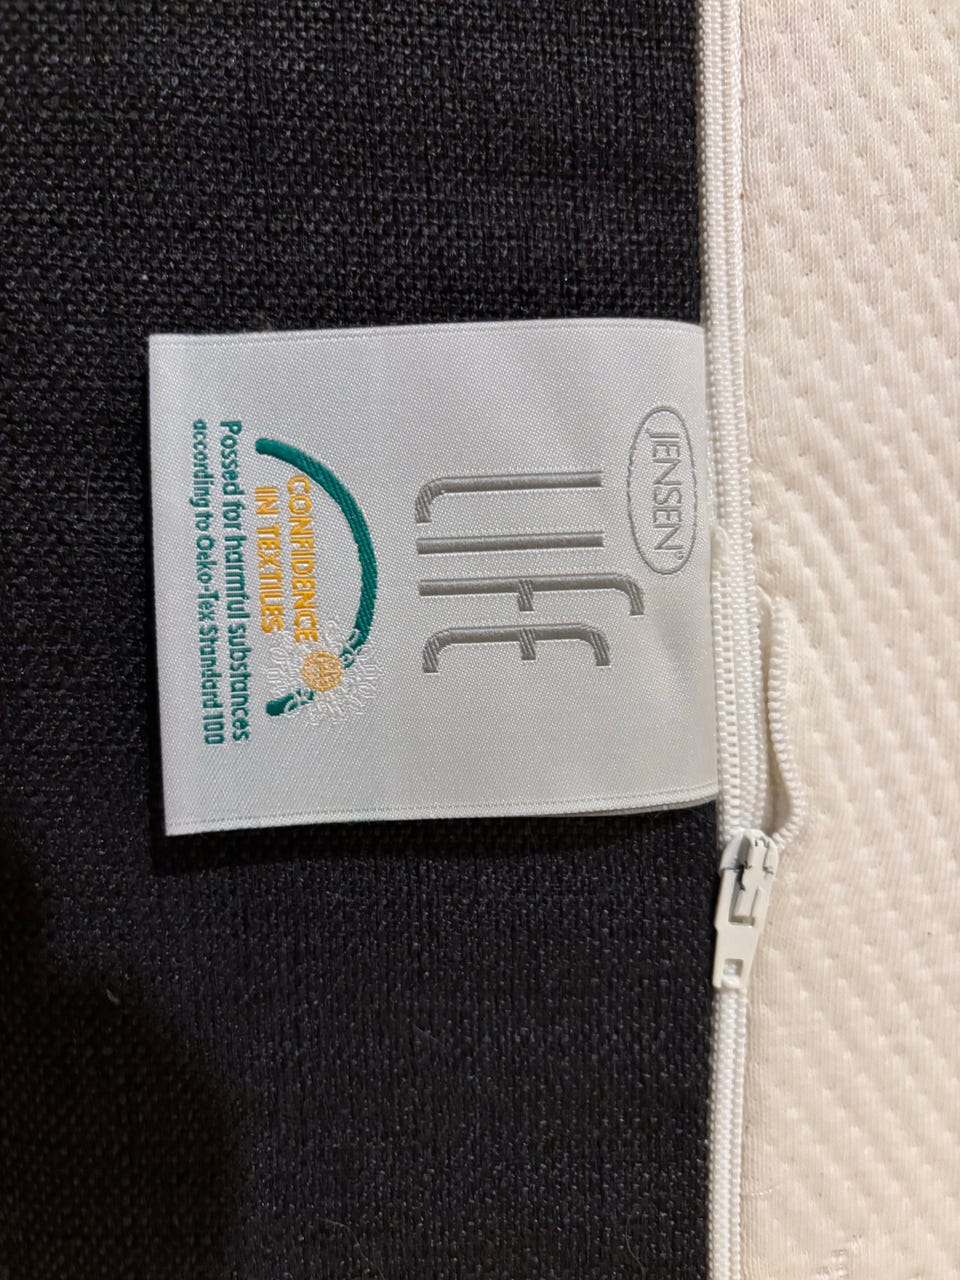 JENSEN®
LIFE
CONFIDENCE
IN TEXTILES
Passed for harmful substances
according to Oeko-Tex Standard 100